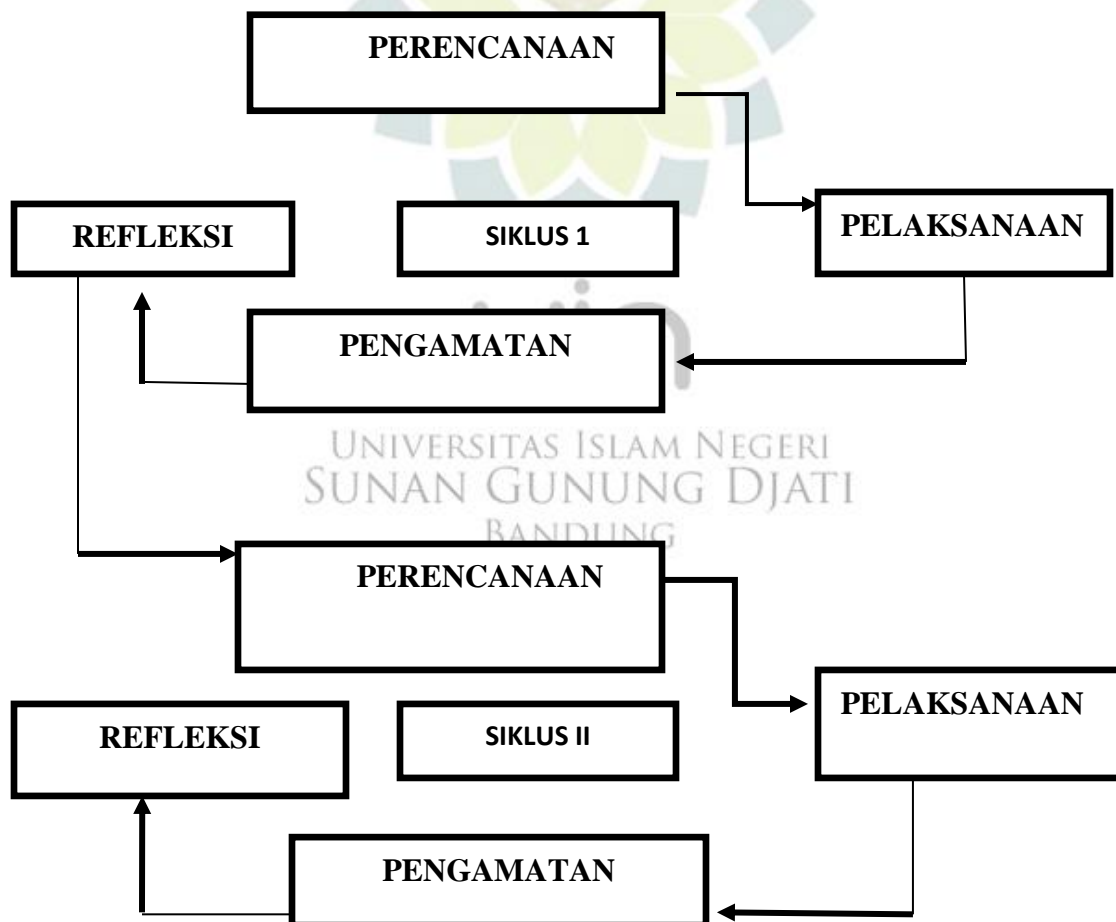 PERENCANAAN
REFLEKSI
SIKLUS 1
PELAKSANAAN
PENGAMATAN
UNIVERSITAS ISLAM NEGERI
SUNAN GUNUNG DJATI
BANDUNG
PERENCANAAN
REFLEKSI
SIKLUS II
PELAKSANAAN
PENGAMATAN